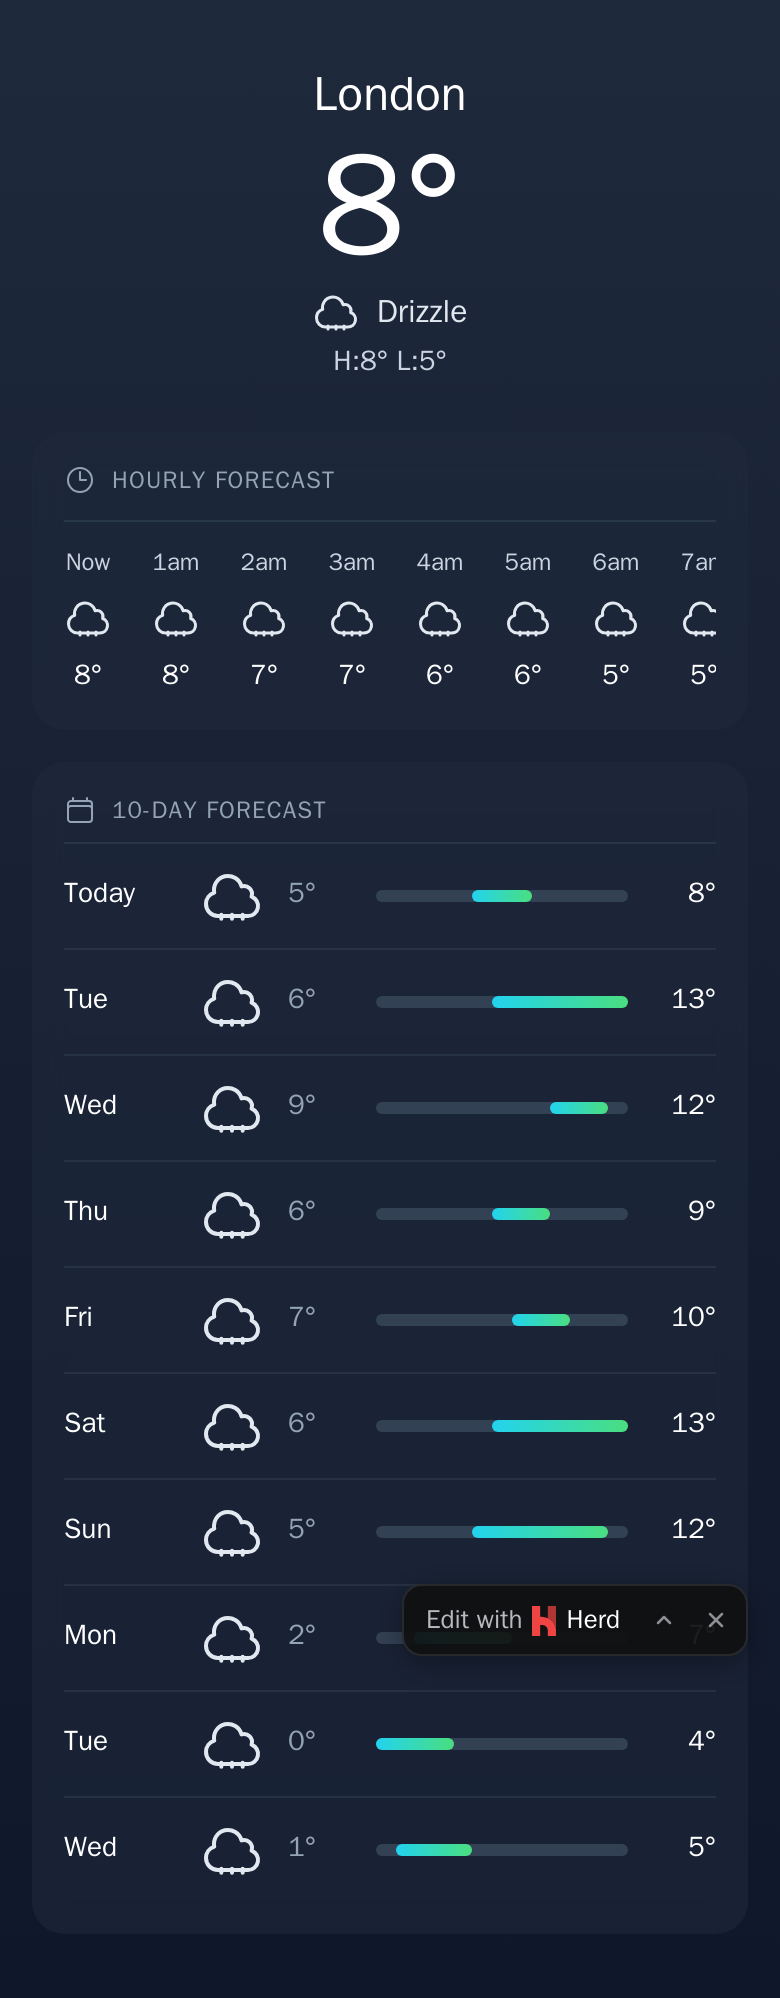 London
8°
Drizzle
H:8° L:5°
HOURLY FORECAST
Now 1am 2am 3am 4am 5am 6am 7am
8° 8° 7° 7° 6° 6° 5° 5°
10-DAY FORECAST
Today 5° 8°
Tue 6° 13°
Wed 9° 12°
Thu 6° 9°
Fri 7° 10°
Sat 6° 13°
Sun 5° 12°
Edit with Herd
Mon 2° 7°
Tue 0° 4°
Wed 1° 5°